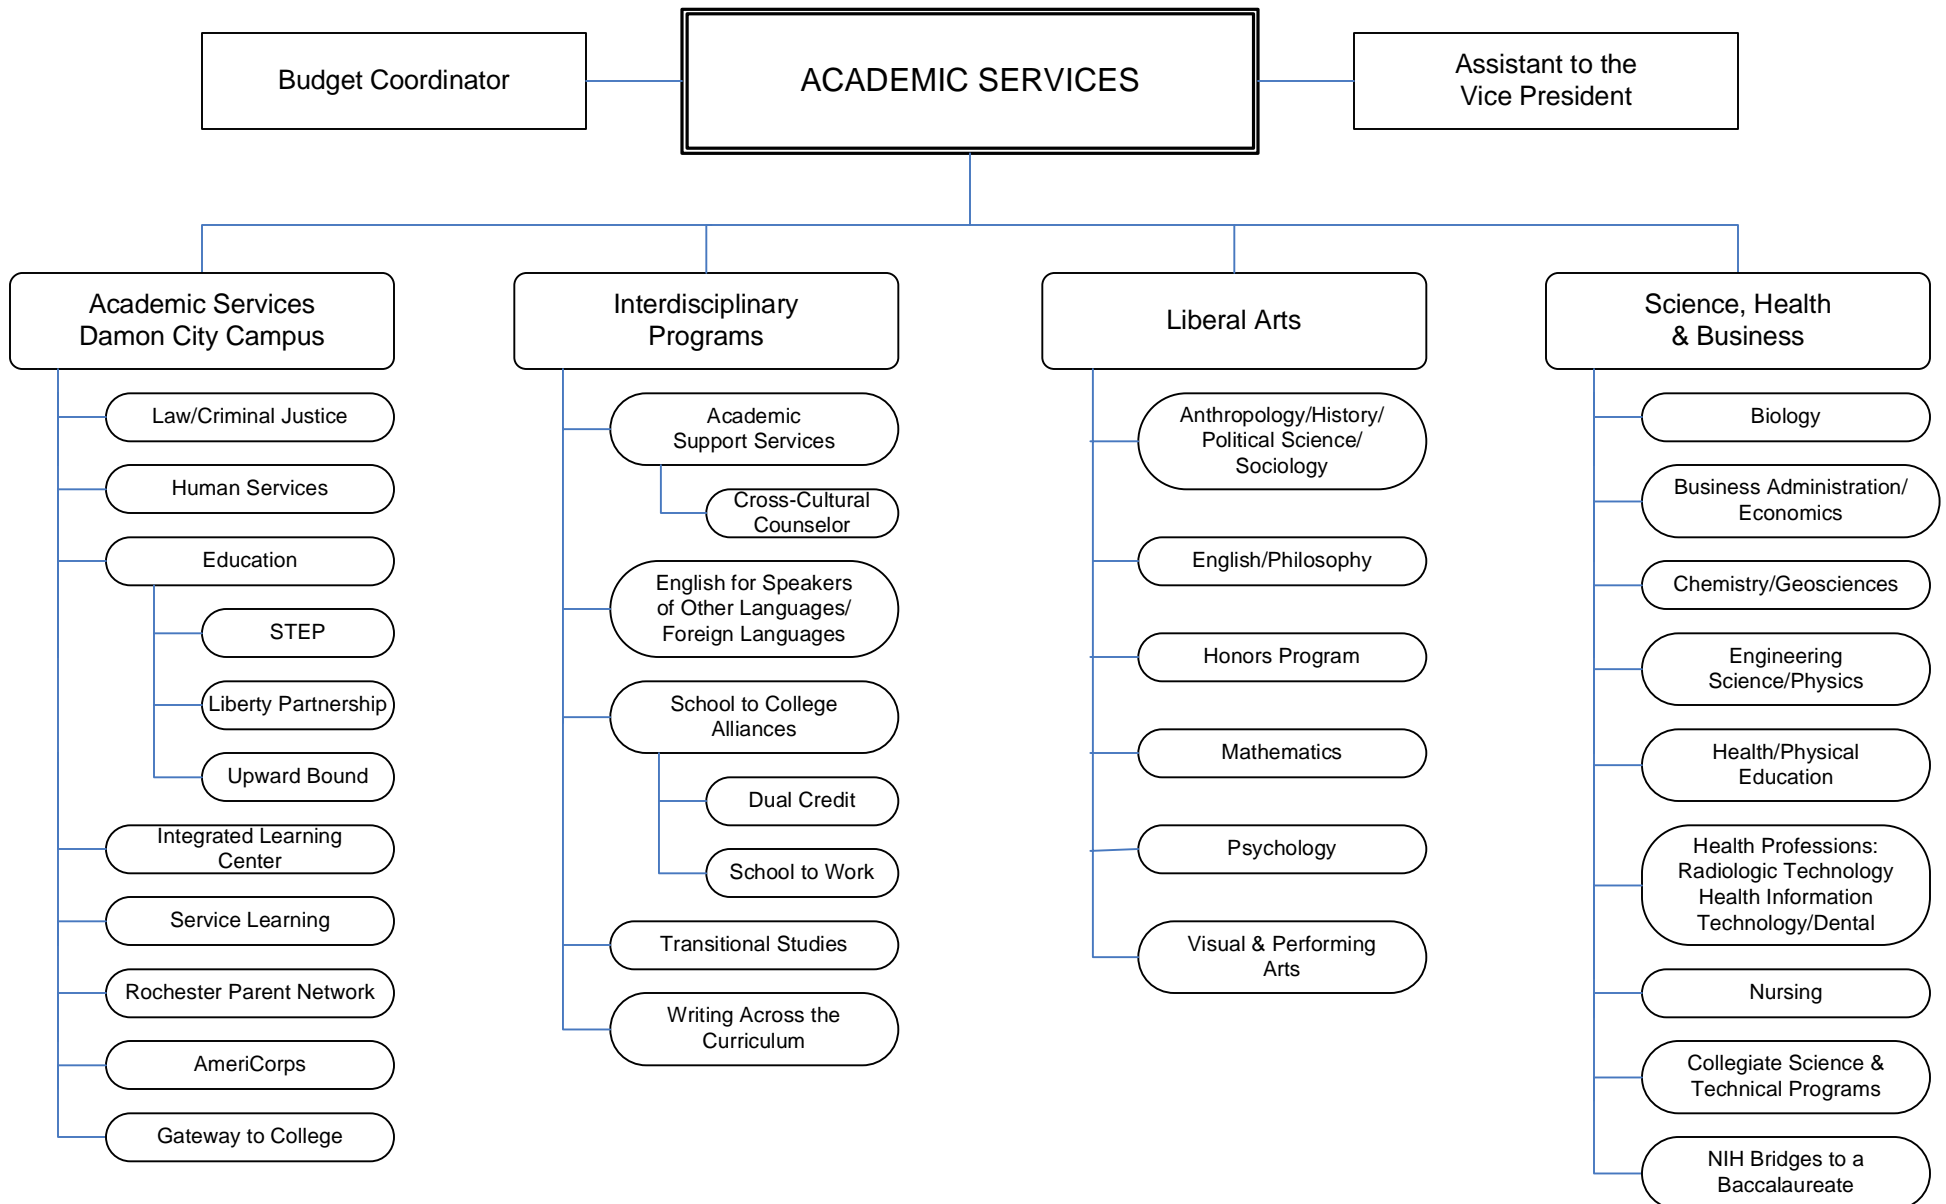 Budget Coordinator
ACADEMIC SERVICES
Assistant to the
Vice President
Academic Services
Damon City Campus
Law/Criminal Justice
Human Services
Education
STEP
Liberty Partnership
Upward Bound
Integrated Learning
Center
Service Learning
Rochester Parent Network
AmeriCorps
Gateway to College
Interdisciplinary
Programs
Academic
Support Services
Cross-Cultural
Counselor
English for Speakers
of Other Languages/
Foreign Languages
School to College
Alliances
Dual Credit
School to Work
Transitional Studies
Writing Across the
Curriculum
Liberal Arts
Anthropology/History/
Political Science/
Sociology
English/Philosophy
Honors Program
Mathematics
Psychology
Visual & Performing
Arts
Science, Health
& Business
Biology
Business Administration/
Economics
Chemistry/Geosciences
Engineering
Science/Physics
Health/Physical
Education
Health Professions:
Radiologic Technology
Health Information
Technology/Dental
Nursing
Collegiate Science &
Technical Programs
NIH Bridges to a
Baccalaureate